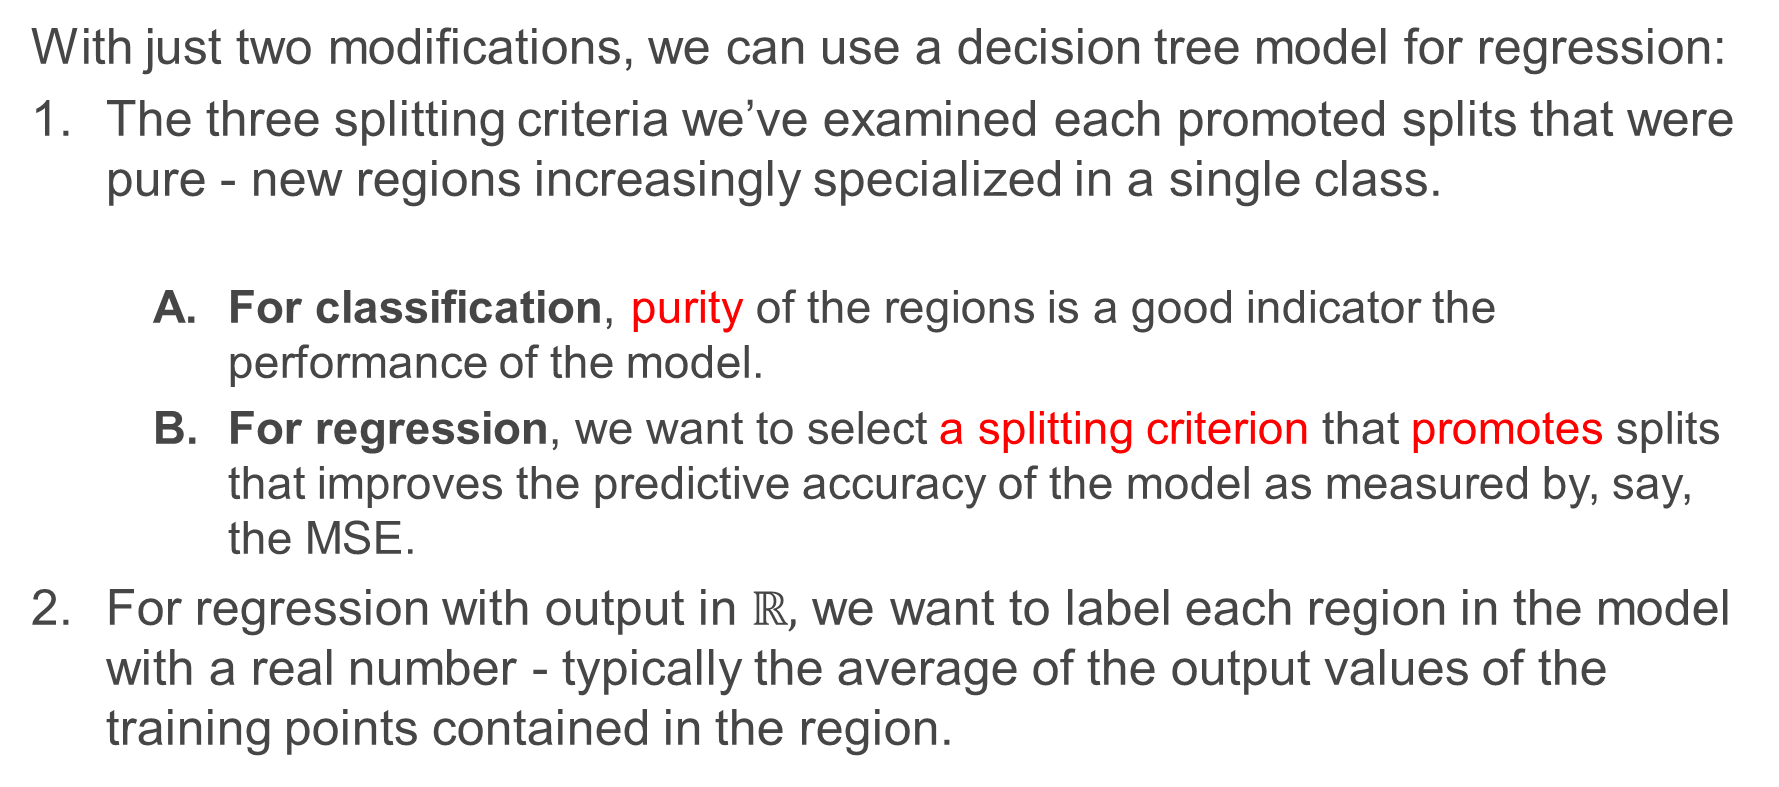 With just two modifications, we can use a decision tree model for regression:
1. The three splitting criteria we’ve examined each promoted splits that were
pure - new regions increasingly specialized in a single class.
A. For classification, purity of the regions is a good indicator the
performance of the model.
B. For regression, we want to select a splitting criterion that promotes splits
that improves the predictive accuracy of the model as measured by, say,
the MSE.
2. For regression with output in ℝ, we want to label each region in the model
with a real number - typically the average of the output values of the
training points contained in the region.